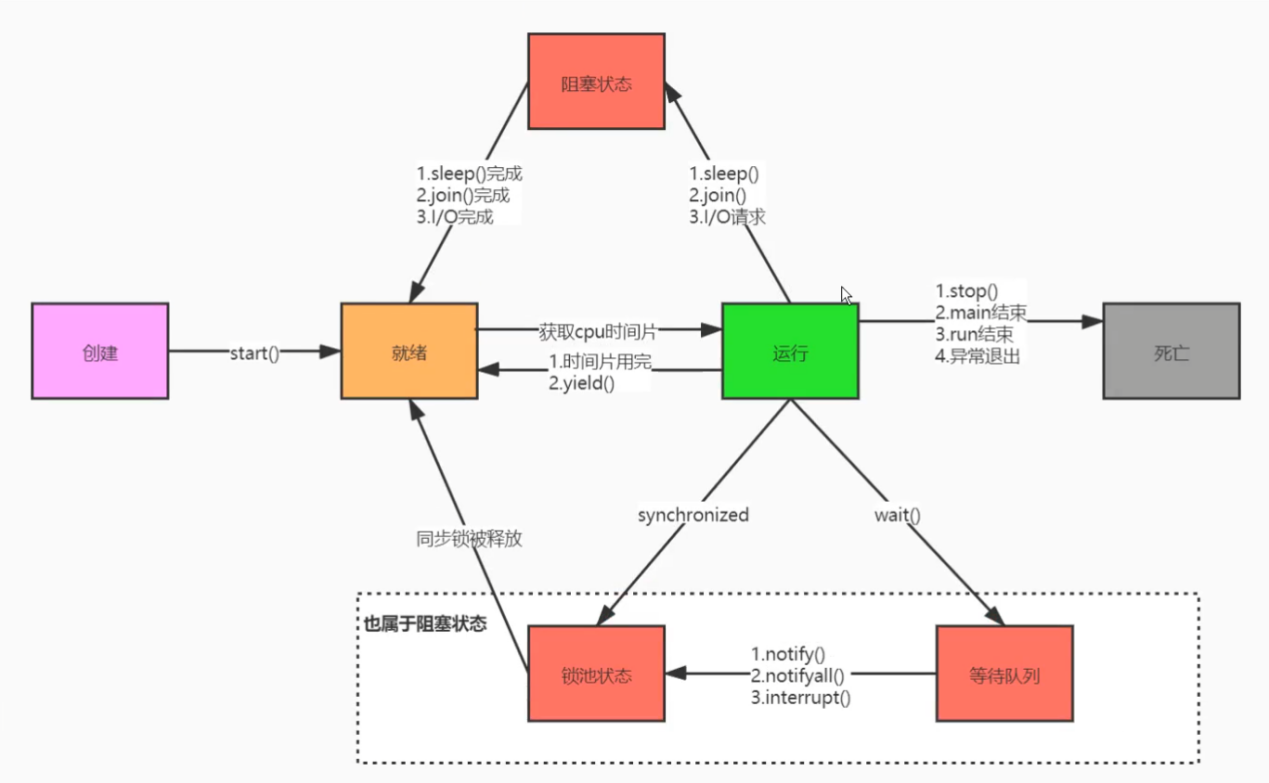 阻塞状态
1.sleep()完成
2.join()完成
3.I/O完成
1.sleep()
2.join()
3.I/O请求
创建
start()
就绪
获取cpu时间片
1.时间片用完
2.yield()
运行
1.stop()
2.main结束
3.run结束
4.异常退出
死亡
同步锁被释放
synchronized
wait()
也属于阻塞状态
锁池状态
1.notify()
2.notifyall()
3.interrupt()
等待队列